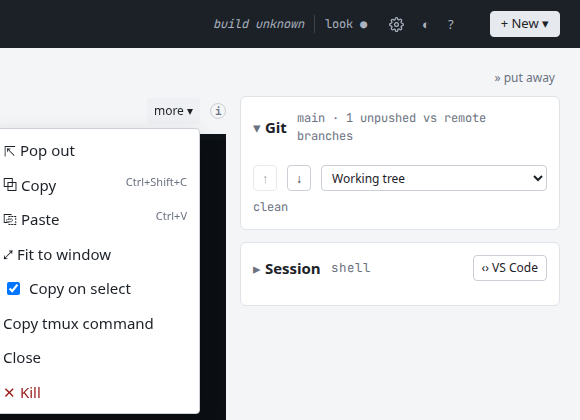 build unknown
look ●
?
+ New ▾
» put away
more ▾
i
▾ Git
main · 1 unpushed vs remote
branches
↑
↓
Working tree
clean
▸ Session
shell
‹› VS Code
Pop out
Copy
Ctrl+Shift+C
Paste
Ctrl+V
Fit to window
Copy on select
Copy tmux command
Close
✕ Kill